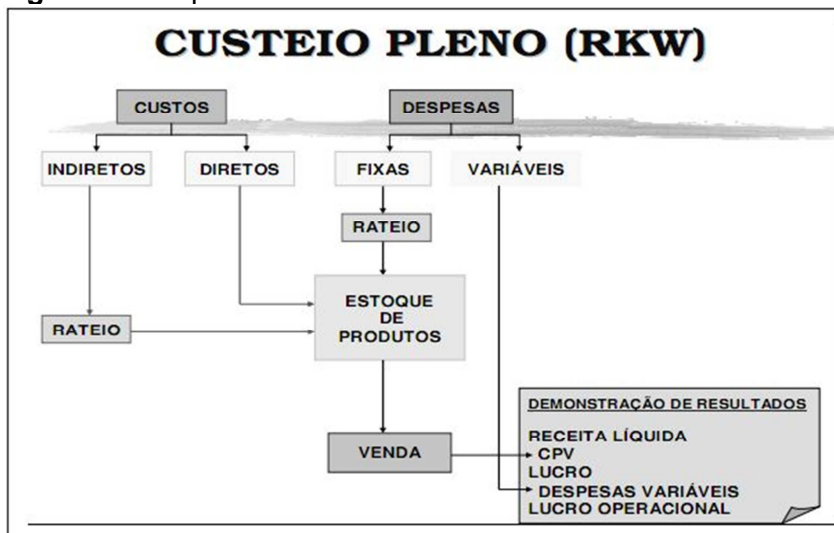 CUSTEIO PLENO (RKW)
CUSTOS
DESPESAS
INDIRETOS
DIRETOS
FIXAS
VARIÁVEIS
RATEIO
RATEIO
ESTOQUE
DE
PRODUTOS
VENDA
DEMONSTRAÇÃO DE RESULTADOS
RECEITA LÍQUIDA
CPV
LUCRO
DESPESAS VARIÁVEIS
LUCRO OPERACIONAL